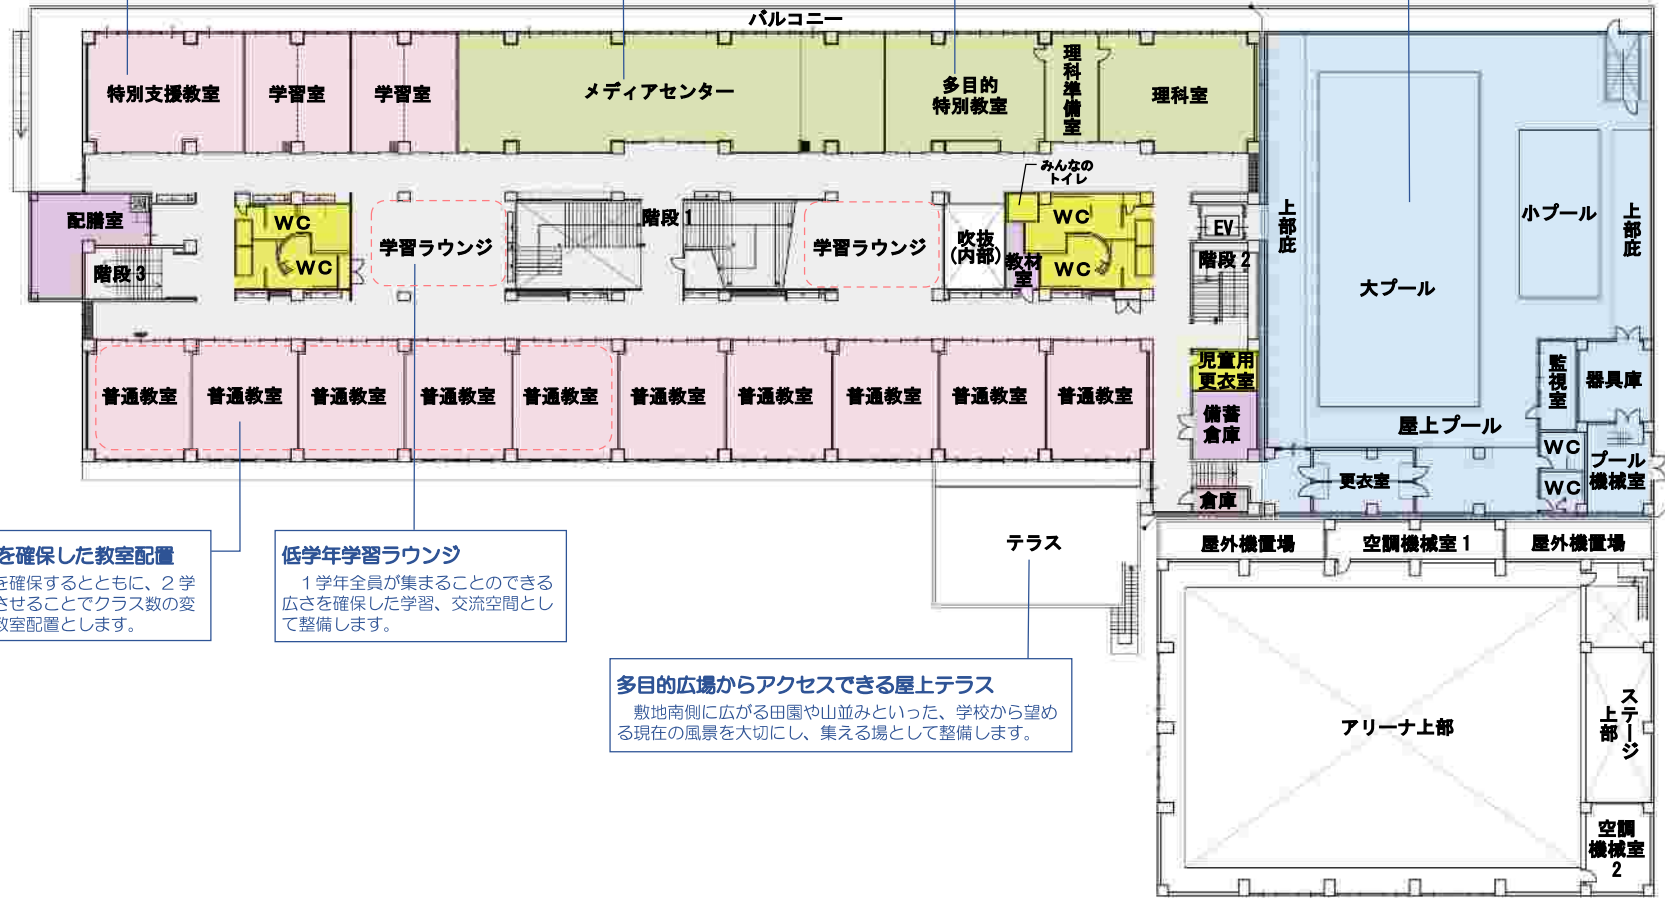 バルコニー
特別支援教室
学習室
学習室
メディアセンター
多目的
特別教室
理科準備室
理科室
みんなの
トイレ
配膳室
WC
WC
階段3
学習ラウンジ
階段1
学習ラウンジ
吹抜
(内部)
教材
室
WC
WC
EV
階段2
上部庇
大プール
小プール
上部庇
普通教室
普通教室
普通教室
普通教室
普通教室
普通教室
普通教室
普通教室
普通教室
普通教室
児童用
更衣室
備蓄
倉庫
倉庫
屋上プール
監視室
器具庫
更衣室
WC
WC
プール
機械室
テラス
屋外機置場
空調機械室1
屋外機置場
アリーナ上部
ステージ
上部
空調
機械室
2
を確保した教室配置
を確保するとともに、2学
させることでクラス数の変
教室配置とします。
低学年学習ラウンジ
1学年全員が集まることのできる
広さを確保した学習、交流空間とし
て整備します。
多目的広場からアクセスできる屋上テラス
敷地南側に広がる田園や山並みといった、学校から望め
る現在の風景を大切にし、集える場として整備します。